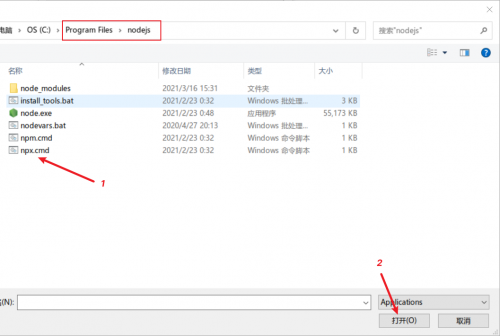 电脑 > OS (C:) > Program Files > nodejs 搜索"nodejs"
名称 修改日期 类型 大小
node_modules 2021/3/16 15:31 文件夹
install_tools.bat 2021/2/23 0:32 Windows 批处理... 3 KB
node.exe 2021/2/23 0:48 应用程序 55,173 KB
nodevars.bat 2020/4/27 20:13 Windows 批处理... 1 KB
npm.cmd 2021/2/23 0:32 Windows 命令脚本 1 KB
npx.cmd 2021/2/23 0:32 Windows 命令脚本 1 KB
1
2
(N): Applications
打开(O) 取消